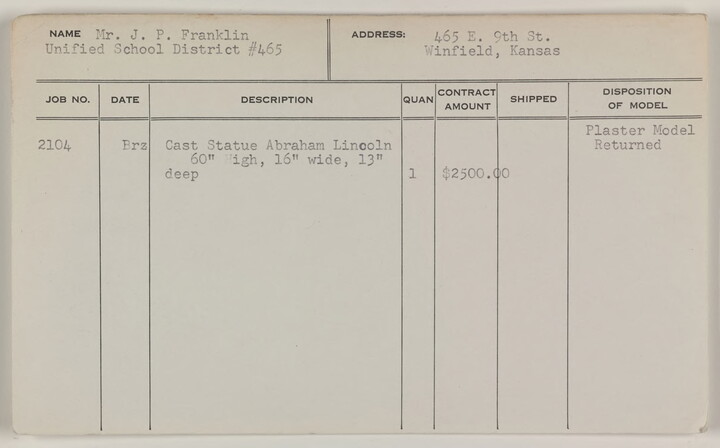 NAME Mr. J. P. Franklin
Unified School District #465
ADDRESS: 465 E. 9th St.
Winfield, Kansas
JOB NO. DATE DESCRIPTION QUAN CONTRACT AMOUNT SHIPPED DISPOSITION OF MODEL
Plaster Model
Returned
2104 Brz Cast Statue Abraham Lincoln
60" High, 16" wide, 13"
deep 1 $2500.00